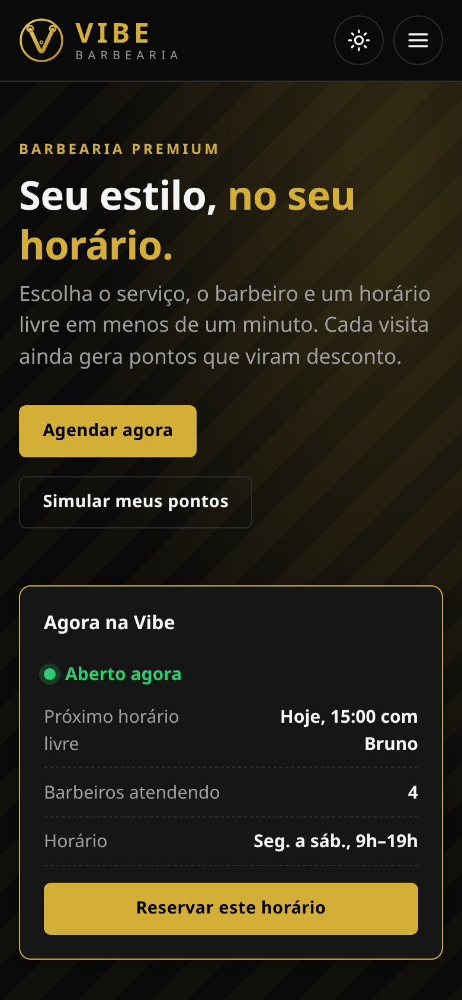 VIBE
BARBEARIA
BARBEARIA PREMIUM
Seu estilo, no seu
horário.
Escolha o serviço, o barbeiro e um horário
livre em menos de um minuto. Cada visita
ainda gera pontos que viram desconto.
Agendar agora
Simular meus pontos
Agora na Vibe
Aberto agora
Próximo horário
livre
Hoje, 15:00 com
Bruno
Barbeiros atendendo
4
Horário
Seg. a sáb., 9h–19h
Reservar este horário